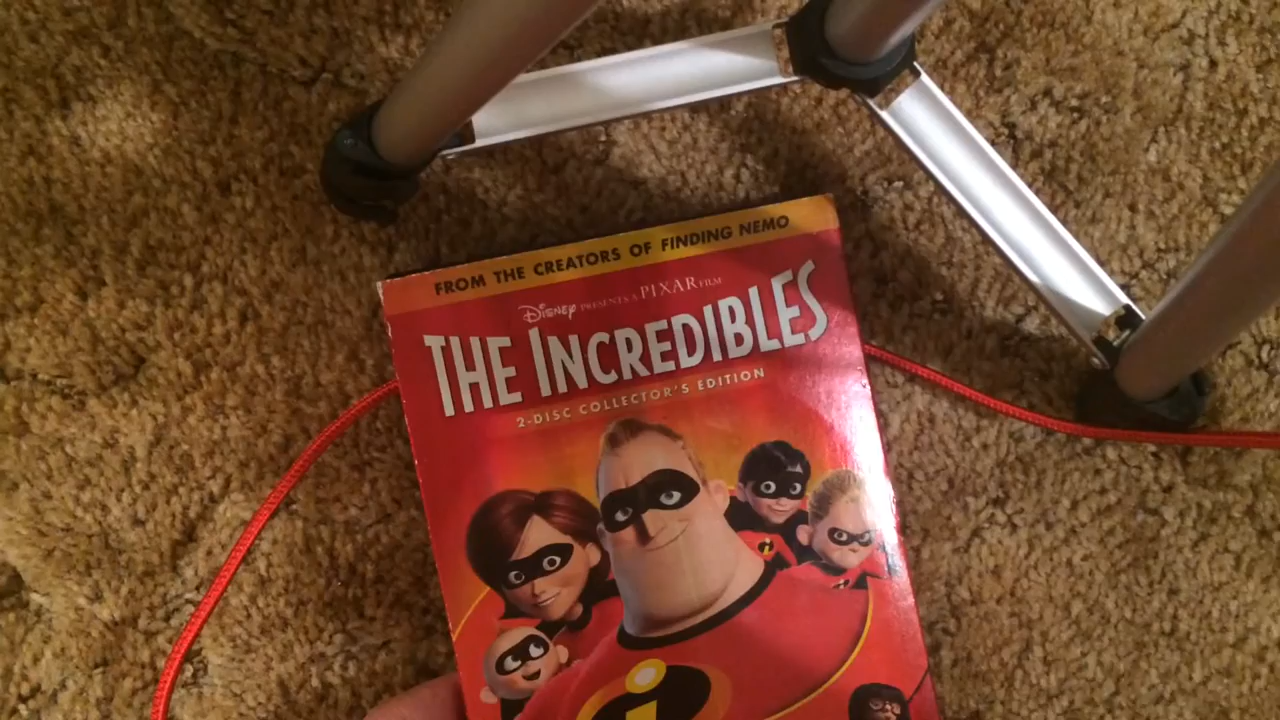 FROM THE CREATORS OF FINDING NEMO
DISNEY PRESENTS A PIXAR FILM
THE INCREDIBLES
2-DISC COLLECTOR'S EDITION